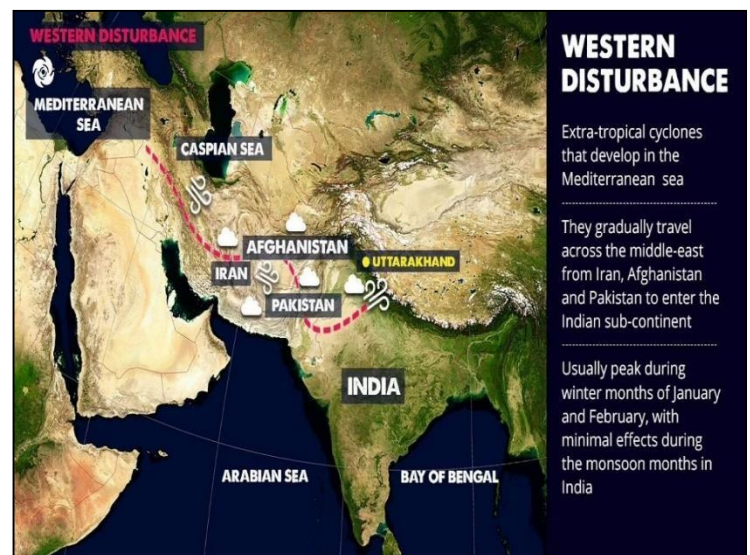 WESTERN DISTURBANCE
MEDITERRANEAN
SEA
CASPIAN SEA
AFGHANISTAN
IRAN
UTTARAKHAND
PAKISTAN
INDIA
ARABIAN SEA
BAY OF BENGAL
WESTERN
DISTURBANCE
Extra-tropical cyclones
that develop in the
Mediterranean sea
They gradually travel
across the middle-east
from Iran, Afghanistan
and Pakistan to enter the
Indian sub-continent
Usually peak during
winter months of January
and February, with
minimal effects during
the monsoon months in
India